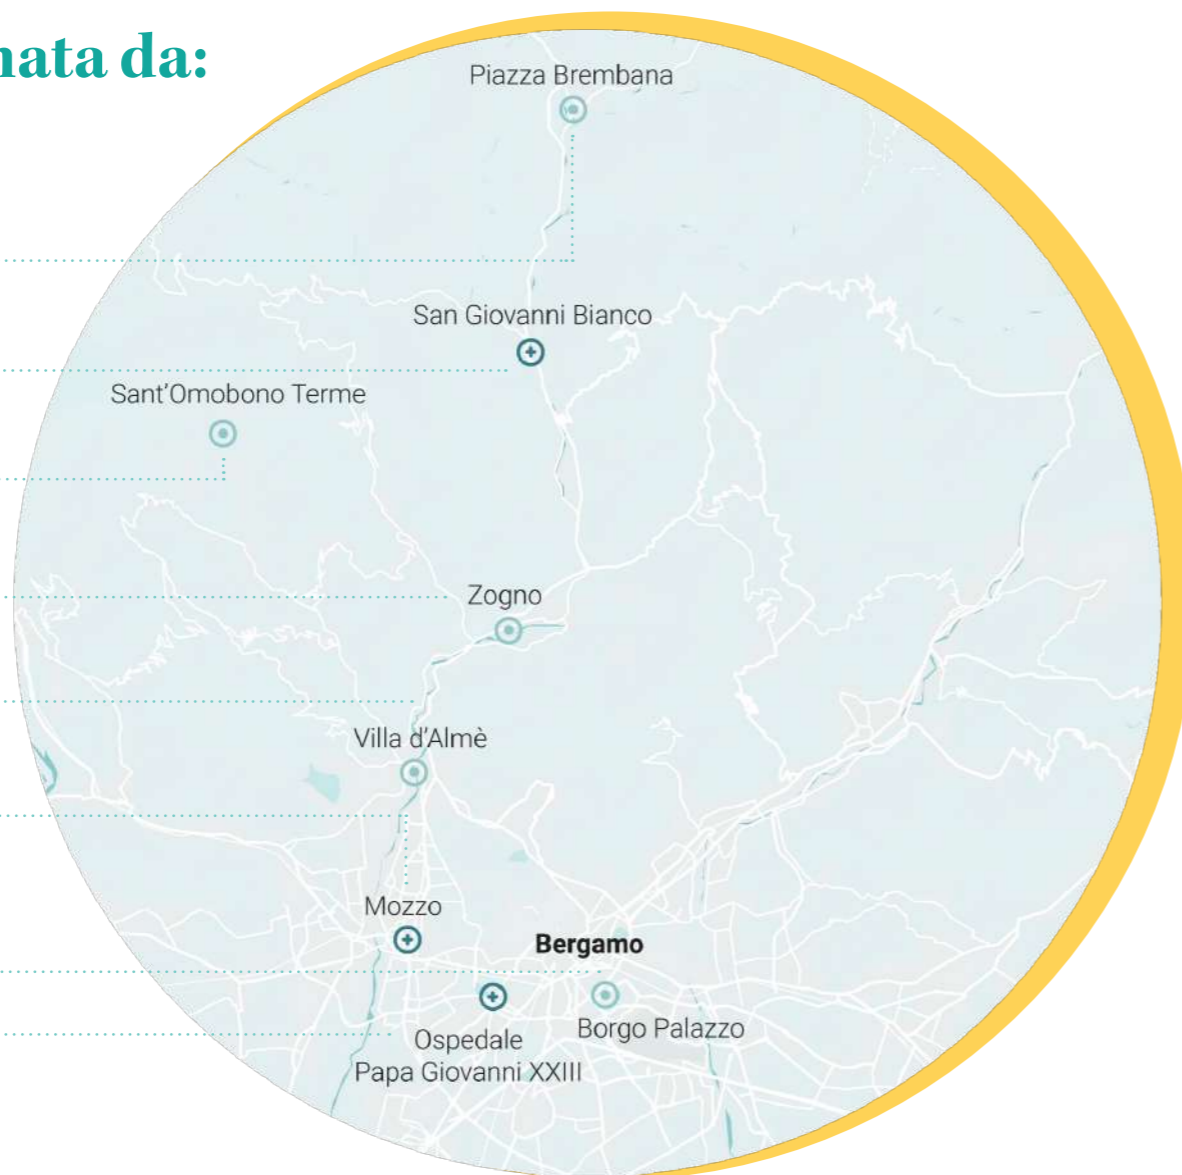 nata da:
Piazza Brembana
San Giovanni Bianco
Sant'Omobono Terme
Zogno
Villa d'Almè
Mozzo
Bergamo
Borgo Palazzo
Ospedale
Papa Giovanni XXIII